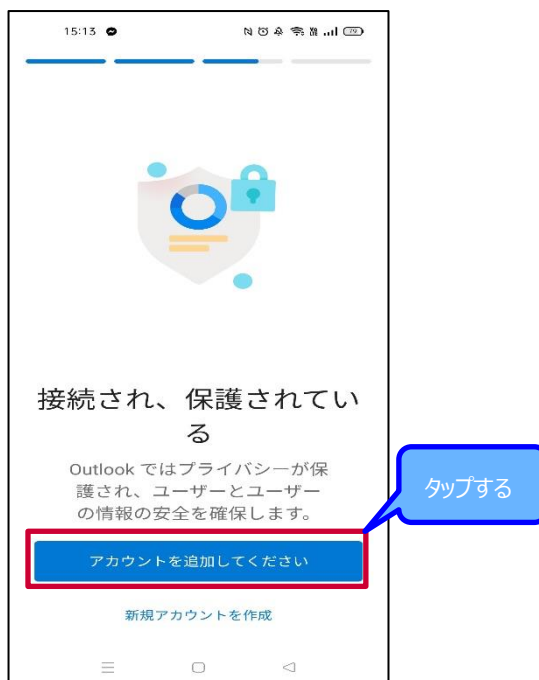 15:13
79
接続され、保護されてい
る
Outlook ではプライバシーが保
護され、ユーザーとユーザー
の情報の安全を確保します。
タップする
アカウントを追加してください
新規アカウントを作成